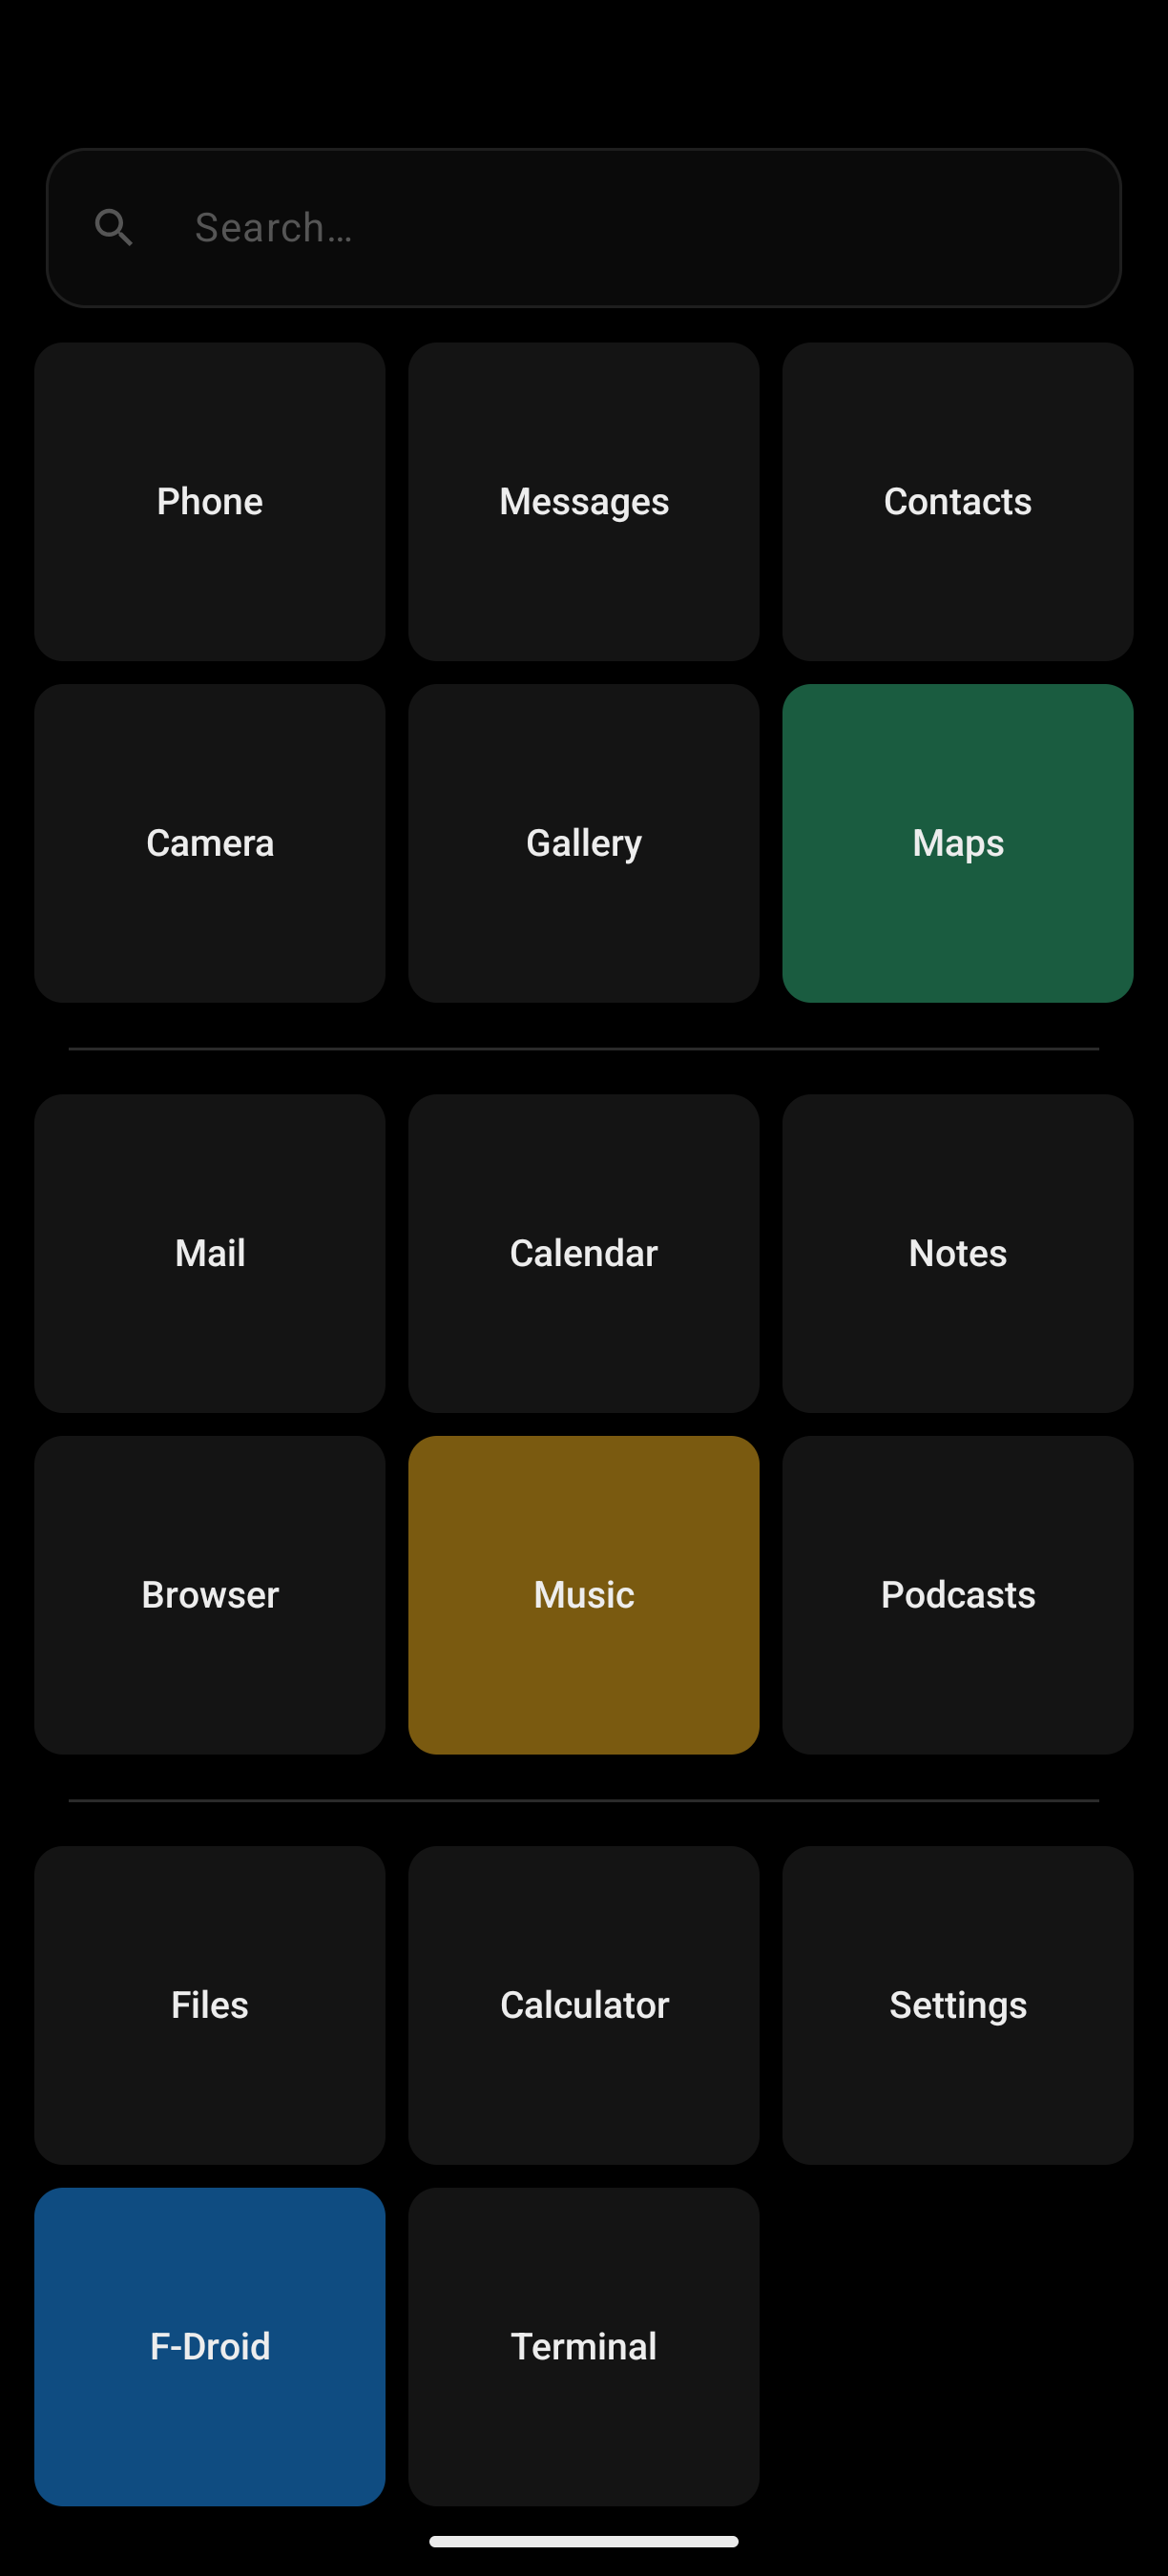 Search…
Phone
Messages
Contacts
Camera
Gallery
Maps
Mail
Calendar
Notes
Browser
Music
Podcasts
Files
Calculator
Settings
F-Droid
Terminal